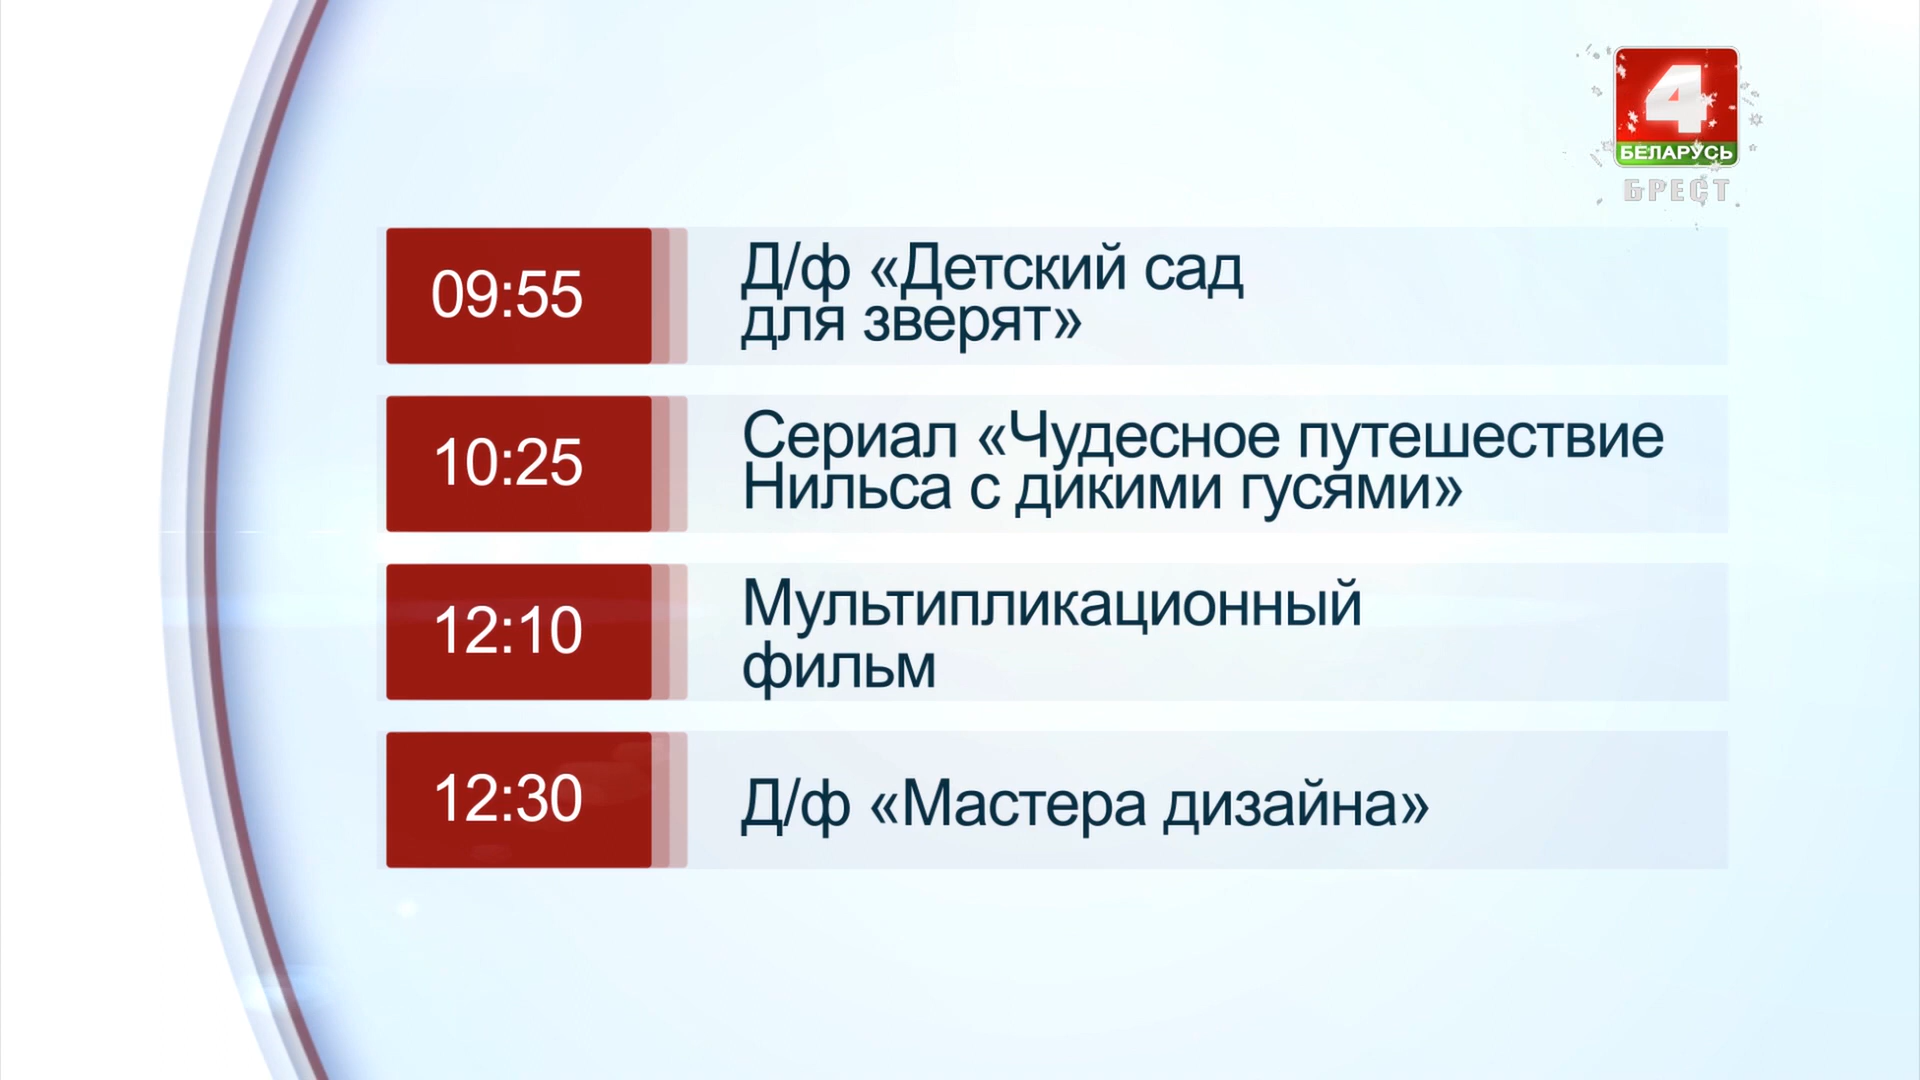 4
БЕЛАРУСЬ
БРЕСТ
09:55
Д/ф «Детский сад
для зверят»
10:25
Сериал «Чудесное путешествие
Нильса с дикими гусями»
12:10
Мультипликационный
фильм
12:30
Д/ф «Мастера дизайна»